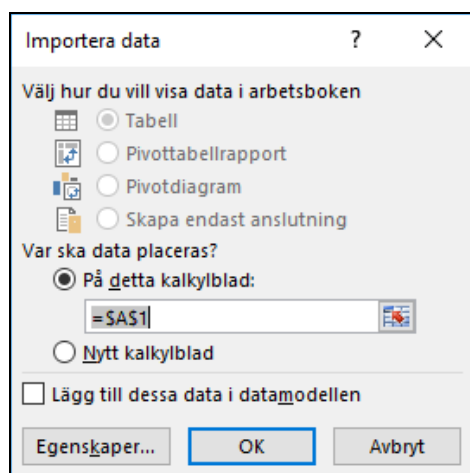 Importera data ?
Välj hur du vill visa data i arbetsboken
Tabell
Pivottabellrapport
Pivotdiagram
Skapa endast anslutning
Var ska data placeras?
På detta kalkylblad:
=$A$1
Nytt kalkylblad
Lägg till dessa data i datamodellen
Egenskaper... OK Avbryt